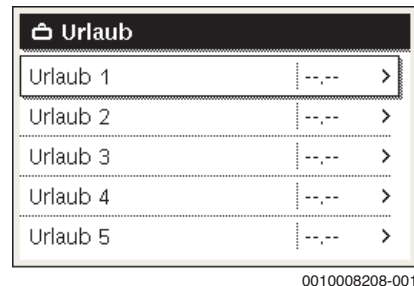 Urlaub
Urlaub 1 --.-- >
Urlaub 2 --.-- >
Urlaub 3 --.-- >
Urlaub 4 --.-- >
Urlaub 5 --.-- >
0010008208-001